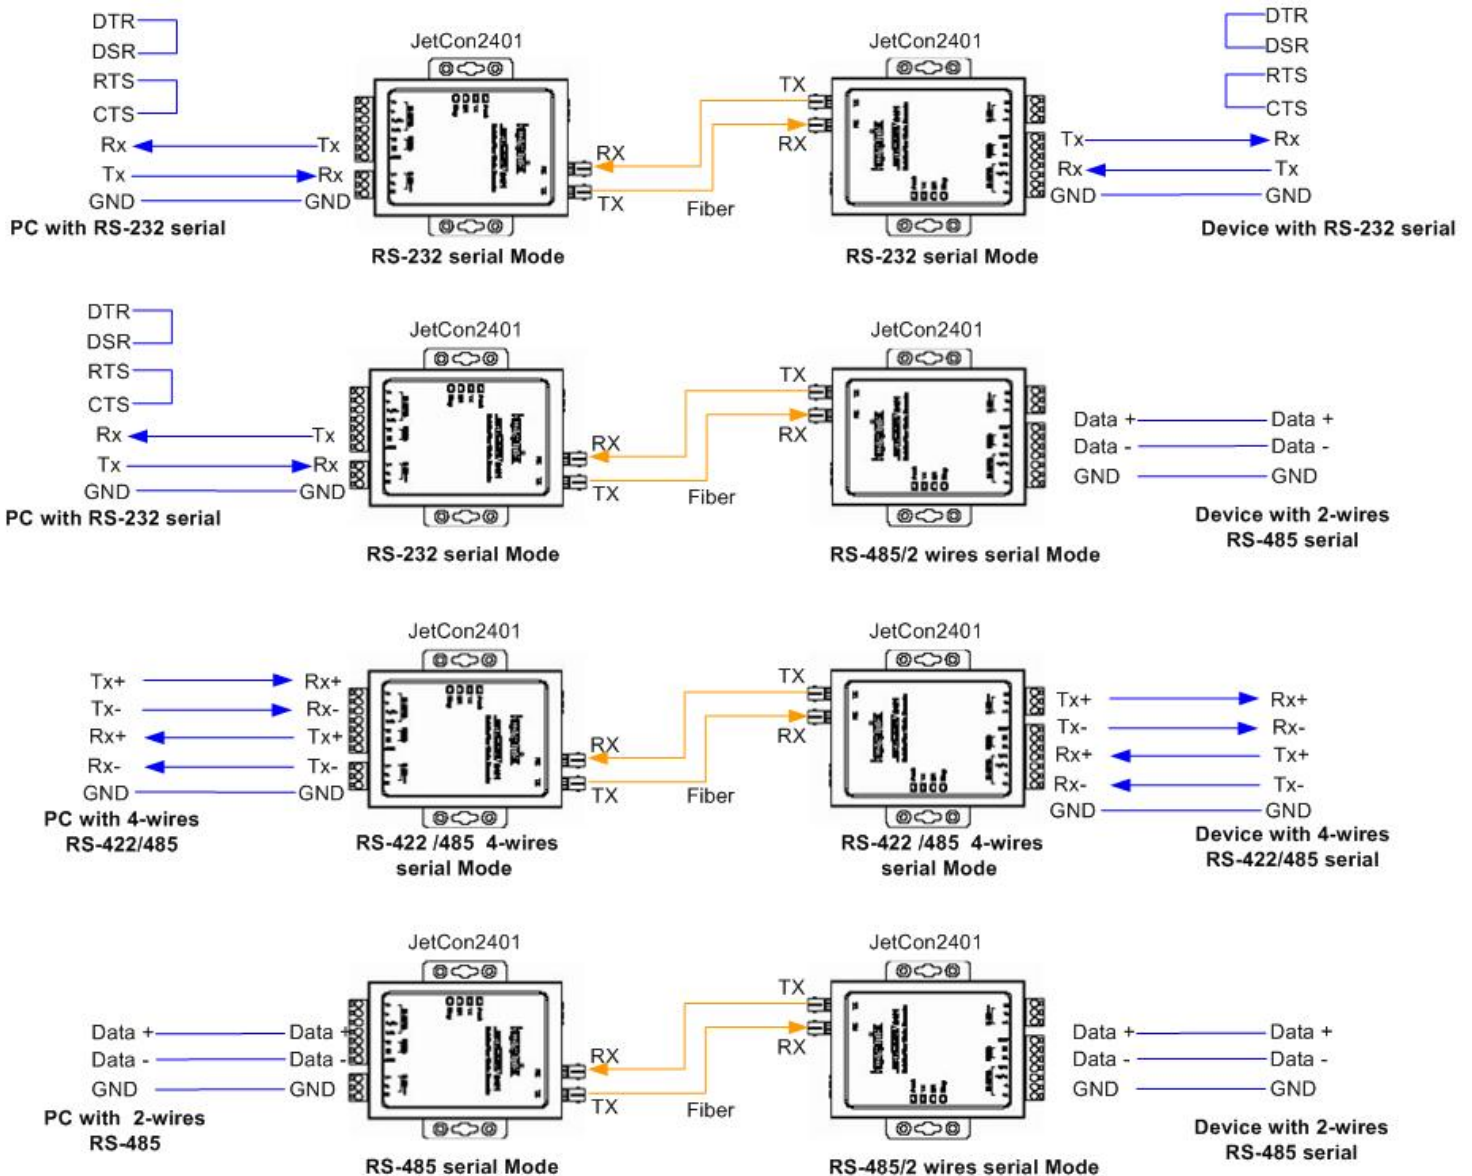 DTR
DSR
RTS
CTS
Rx Tx
Tx Rx
GND GND
PC with RS-232 serial
JetCon2401
RX
TX
RS-232 serial Mode
Fiber
JetCon2401
TX
RX
RS-232 serial Mode
DTR
DSR
RTS
CTS
Tx Rx
Rx Tx
GND GND
Device with RS-232 serial
DTR
DSR
RTS
CTS
Rx Tx
Tx Rx
GND GND
PC with RS-232 serial
JetCon2401
RX
TX
RS-232 serial Mode
Fiber
JetCon2401
TX
RX
RS-485/2 wires serial Mode
Data + Data +
Data - Data -
GND GND
Device with 2-wires
RS-485 serial
Tx+ Rx+
Tx- Rx-
Rx+ Tx+
Rx- Tx-
GND GND
PC with 4-wires
RS-422/485
JetCon2401
RX
TX
RS-422 /485 4-wires
serial Mode
Fiber
JetCon2401
TX
RX
RS-422 /485 4-wires
serial Mode
Tx+ Rx+
Tx- Rx-
Rx+ Tx+
Rx- Tx-
GND GND
Device with 4-wires
RS-422/485 serial
Data + Data +
Data - Data -
GND GND
PC with 2-wires
RS-485
JetCon2401
RX
TX
RS-485 serial Mode
Fiber
JetCon2401
TX
RX
RS-485/2 wires serial Mode
Data + Data +
Data - Data -
GND GND
Device with 2-wires
RS-485 serial